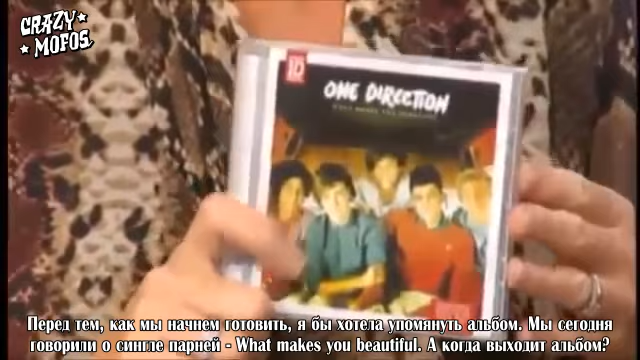 CRAZY
MOFOS
1D
ONE DIRECTION
Перед тем, как мы начнем готовить, я бы хотела упомянуть альбом. Мы сегодня
говорили о сингле парней - What makes you beautiful. А когда выходит альбом?